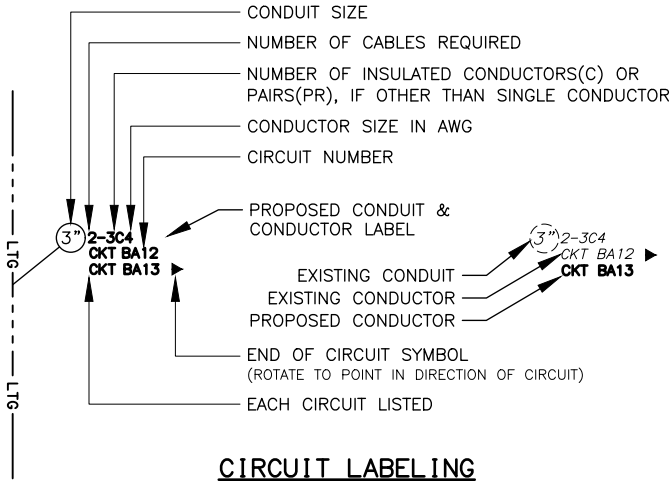 CONDUIT SIZE
NUMBER OF CABLES REQUIRED
NUMBER OF INSULATED CONDUCTORS(C) OR
PAIRS(PR), IF OTHER THAN SINGLE CONDUCTOR
CONDUCTOR SIZE IN AWG
CIRCUIT NUMBER
PROPOSED CONDUIT &
CONDUCTOR LABEL
LTG
3" 2-3C4
CKT BA12
CKT BA13
3" 2-3C4
CKT BA12
CKT BA13
EXISTING CONDUIT
EXISTING CONDUCTOR
PROPOSED CONDUCTOR
END OF CIRCUIT SYMBOL
(ROTATE TO POINT IN DIRECTION OF CIRCUIT)
LTG
EACH CIRCUIT LISTED
CIRCUIT LABELING